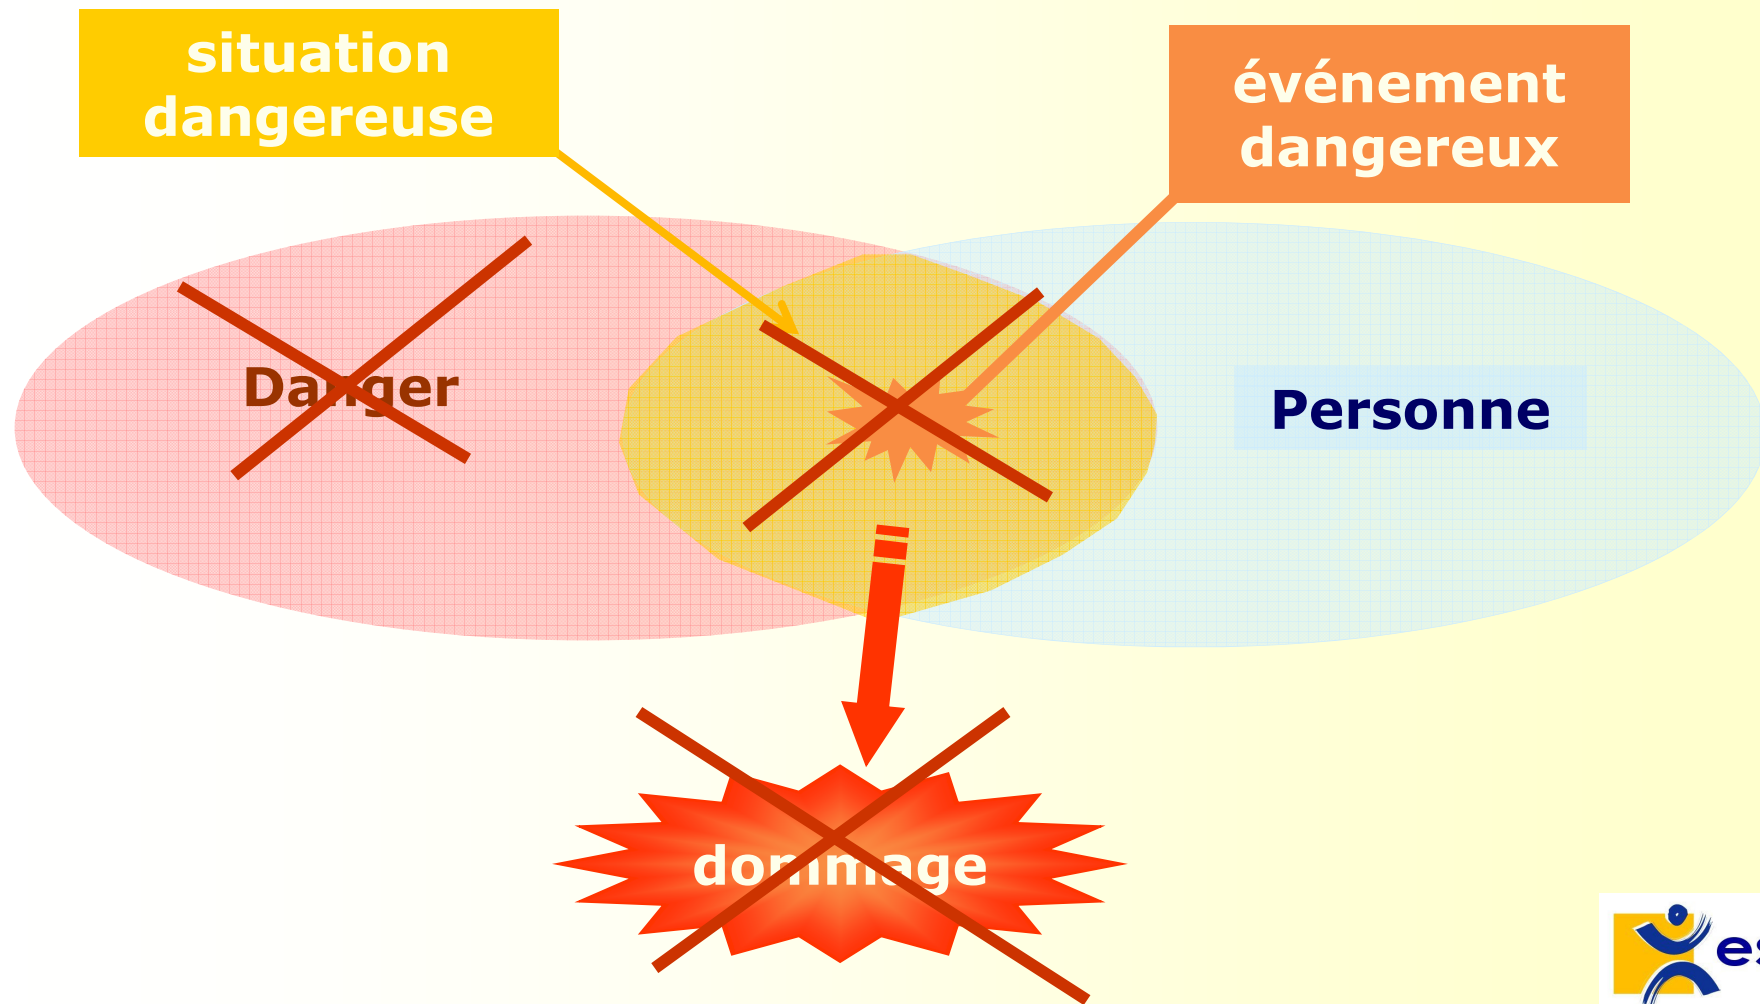 situation
dangereuse
événement
dangereux
Danger
Personne
dommage